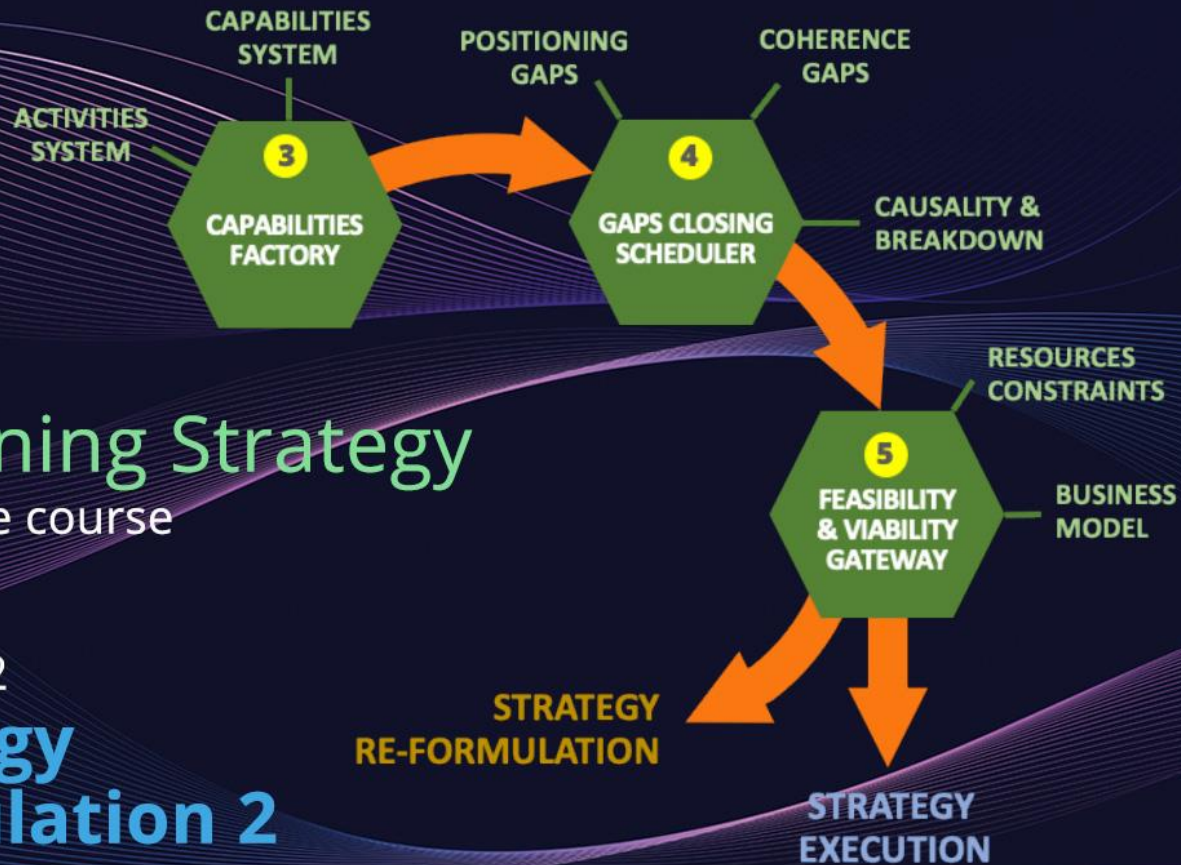 CAPABILITIES
SYSTEM
ACTIVITIES
SYSTEM
3
CAPABILITIES
FACTORY
POSITIONING
GAPS
COHERENCE
GAPS
4
GAPS CLOSING
SCHEDULER
CAUSALITY &
BREAKDOWN
RESOURCES
CONSTRAINTS
5
FEASIBILITY
& VIABILITY
GATEWAY
BUSINESS
MODEL
ning Strategy
e course
2
gy
lation 2
STRATEGY
RE-FORMULATION
STRATEGY
EXECUTION